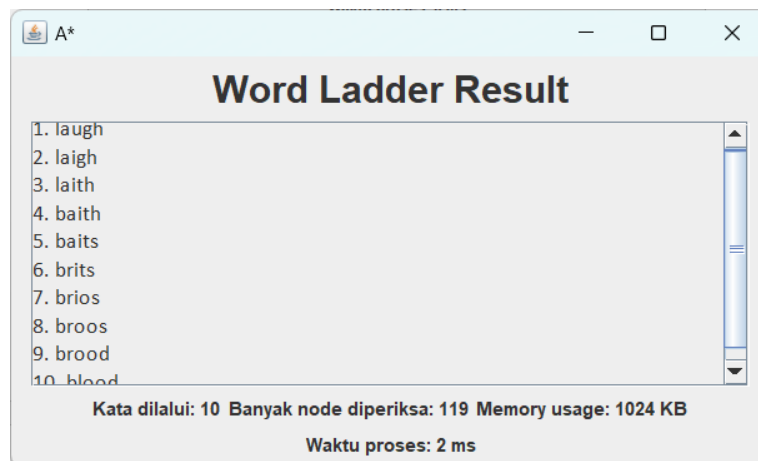 A*
Word Ladder Result
1. laugh
2. laigh
3. laith
4. baith
5. baits
6. brits
7. brios
8. broos
9. brood
10. blood
Kata dilalui: 10 Banyak node diperiksa: 119 Memory usage: 1024 KB
Waktu proses: 2 ms